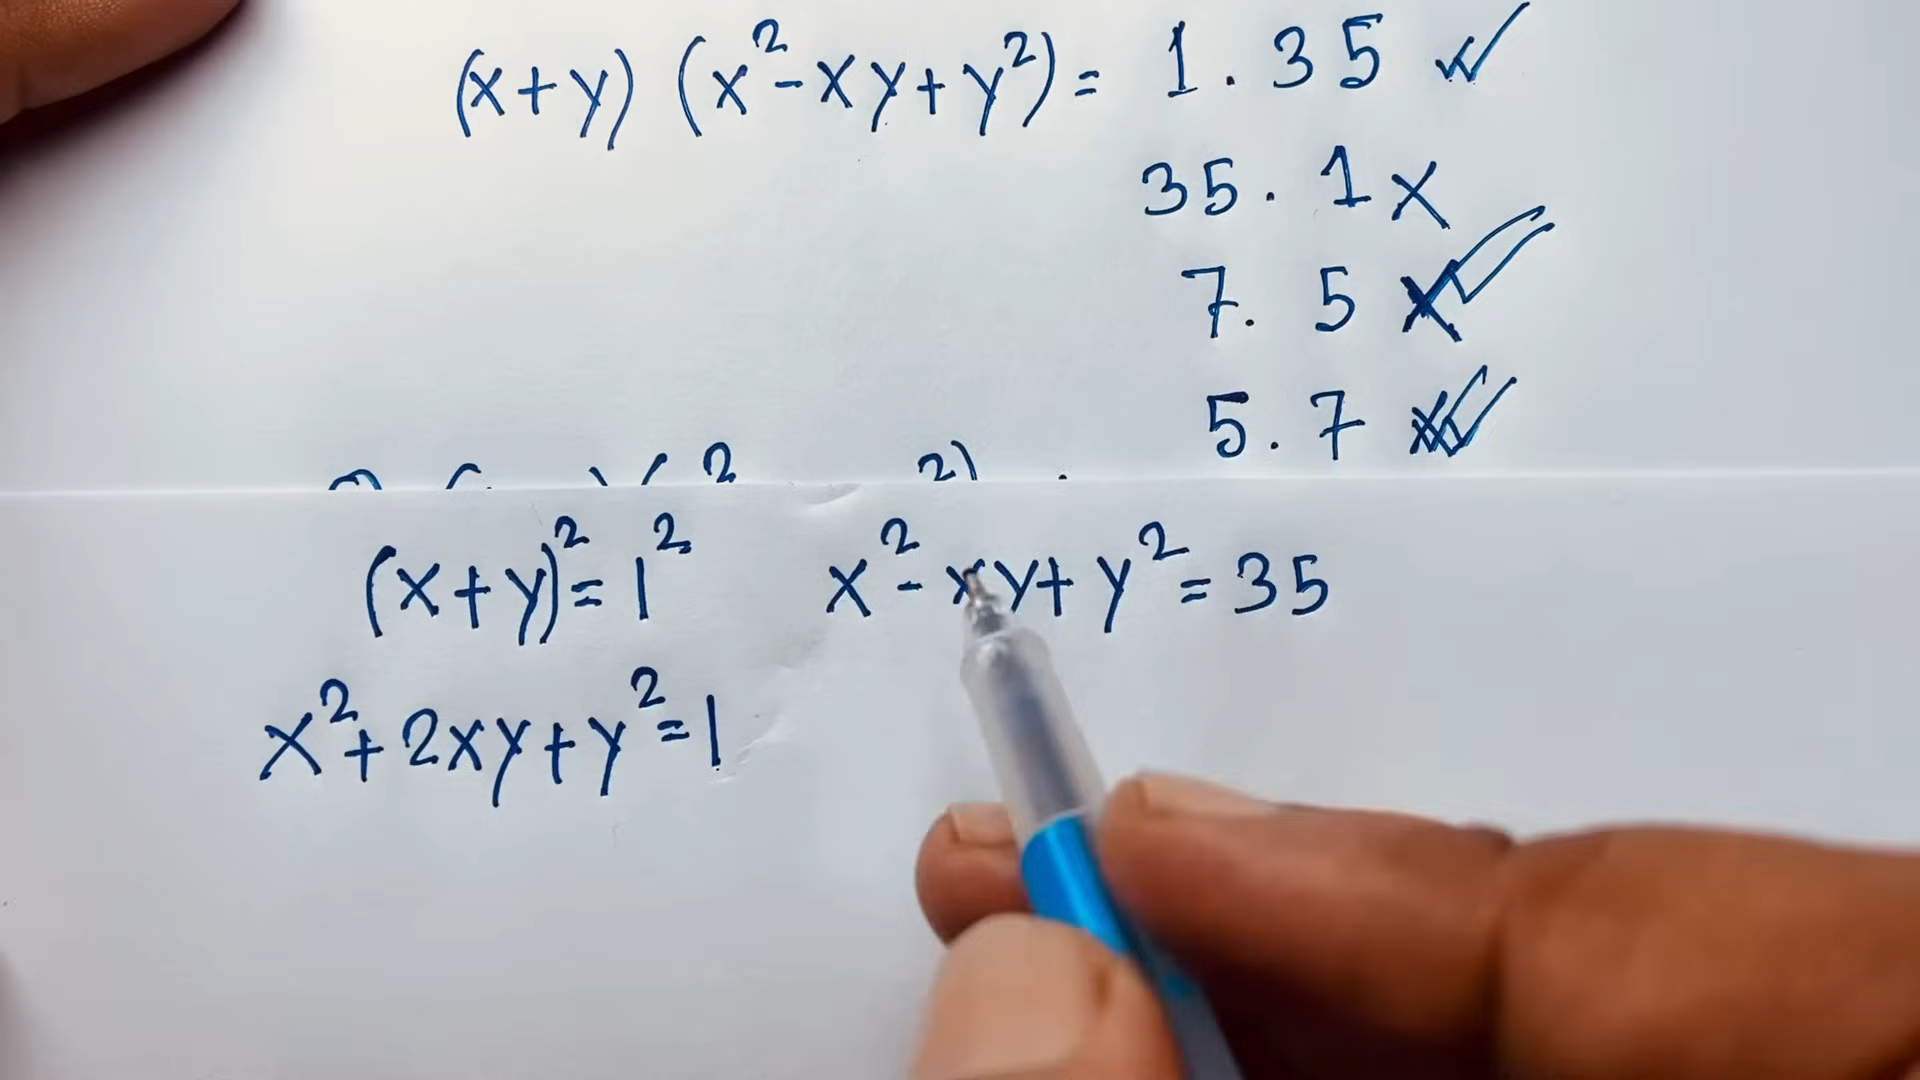 (x+y) (x²-xy+y²) = 1 . 35 ✓
35 . 1 x
7 . 5 x ✓
5 . 7 x ✓
(x+y)² = 1²   x² - xy + y² = 35
x² + 2xy + y² = 1